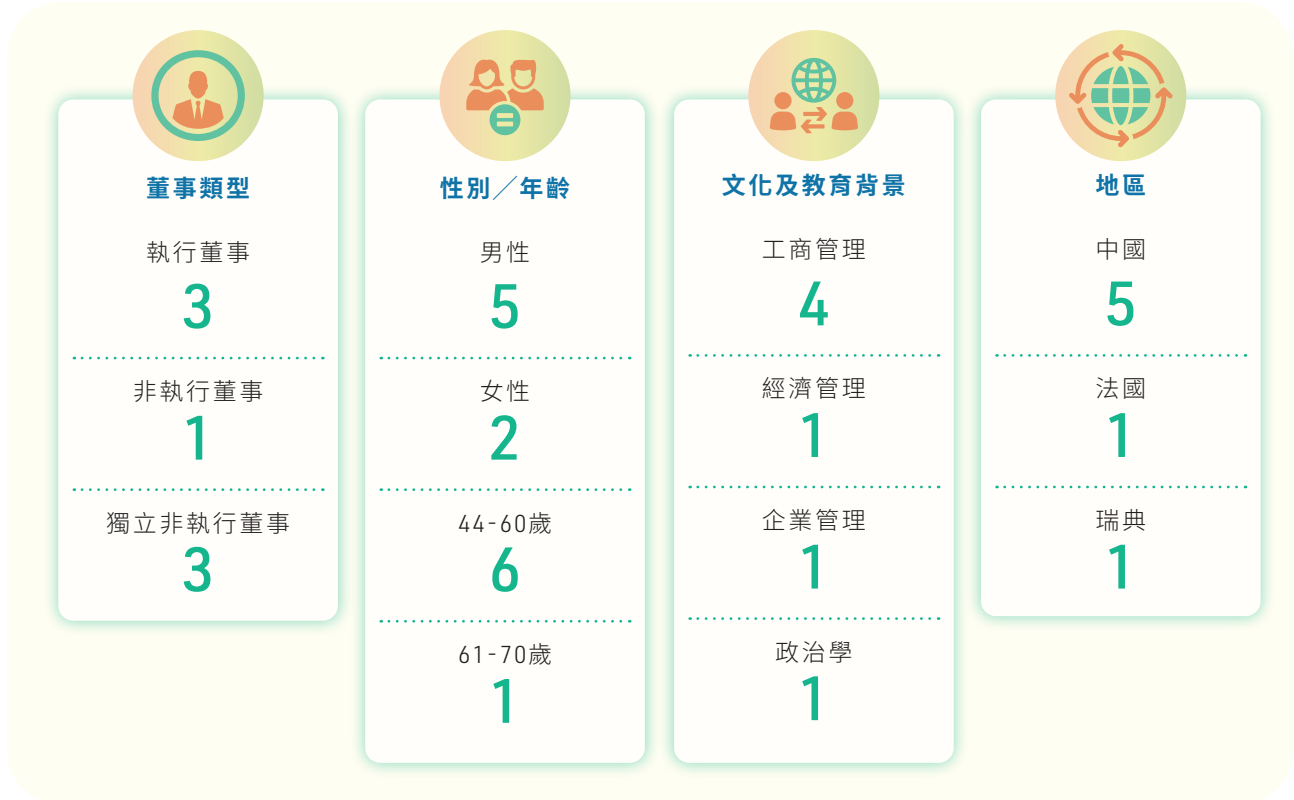 董事類型
執行董事
3
非執行董事
1
獨立非執行董事
3
性別／年齡
男性
5
女性
2
44-60歲
6
61-70歲
1
文化及教育背景
工商管理
4
經濟管理
1
企業管理
1
政治學
1
地區
中國
5
法國
1
瑞典
1